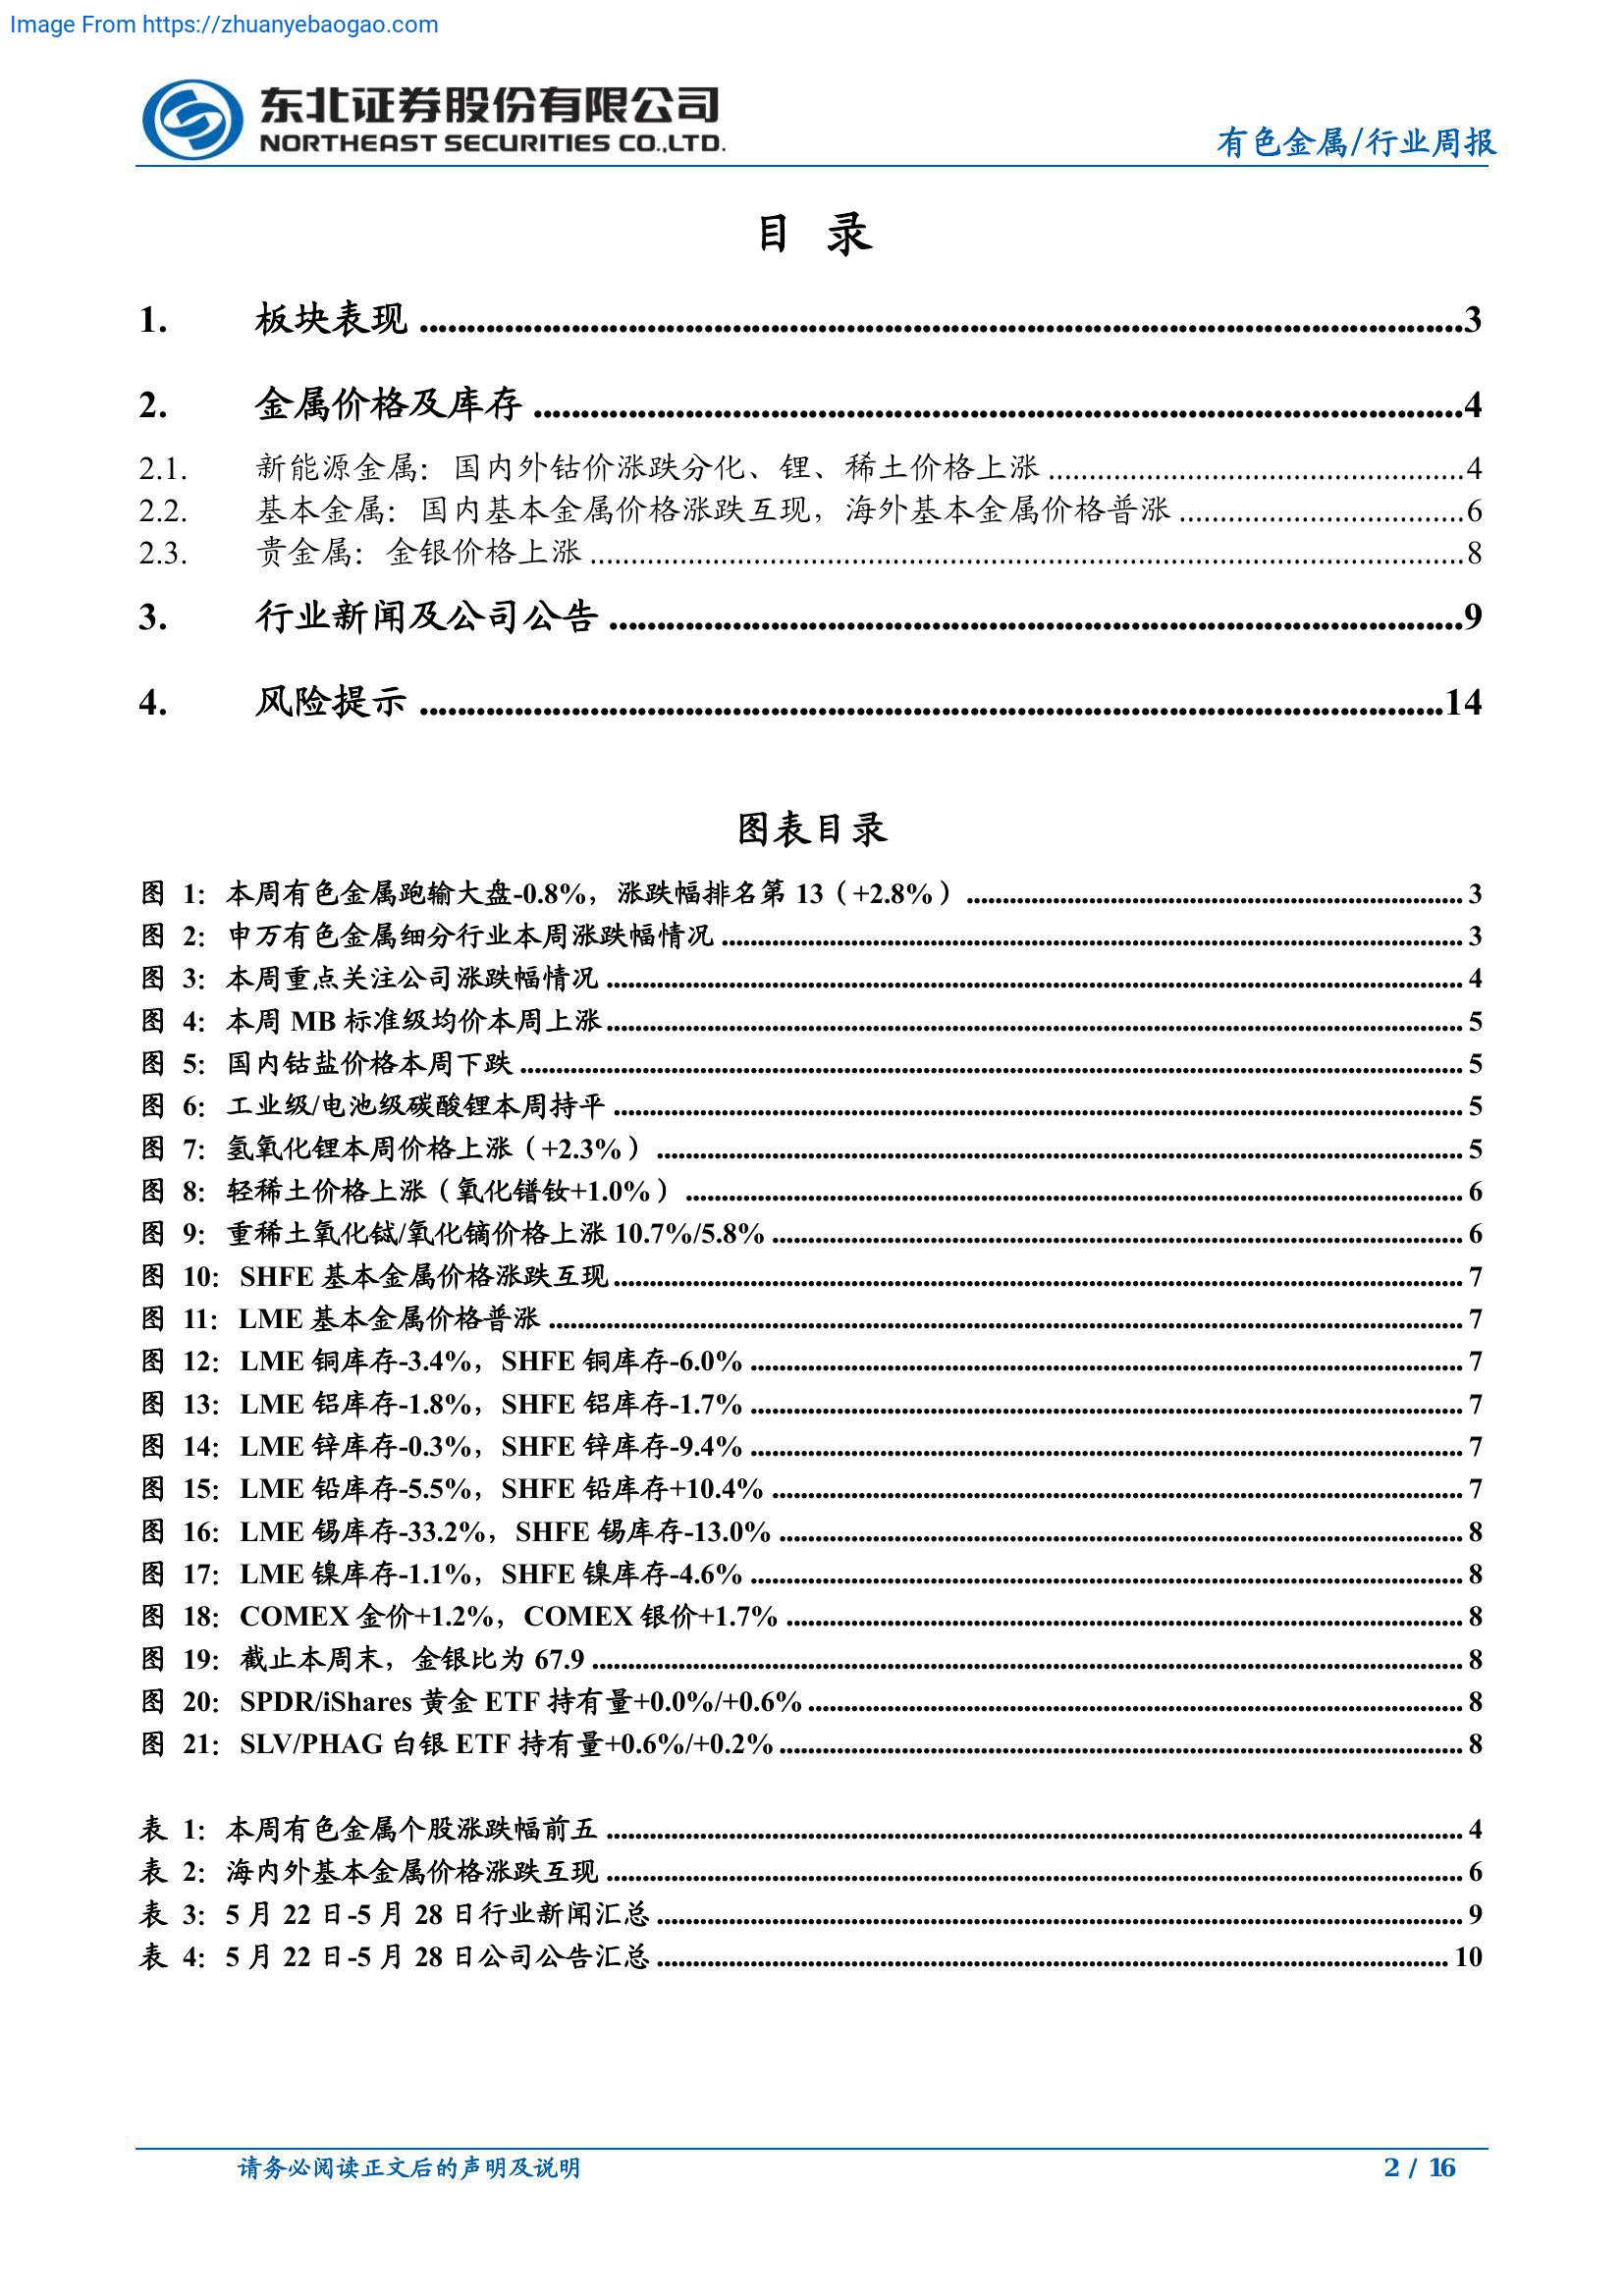 Image From https://zhuanyebaogao.com
东北证券股份有限公司
NORTHEAST SECURITIES CO.,LTD.
有色金属/行业周报
目 录
1. 板块表现 3
2. 金属价格及库存 4
2.1. 新能源金属：国内外钴价涨跌分化、锂、稀土价格上涨 4
2.2. 基本金属：国内基本金属价格涨跌互现，海外基本金属价格普涨 6
2.3. 贵金属：金银价格上涨 8
3. 行业新闻及公司公告 9
4. 风险提示 14
图表目录
图 1：本周有色金属跑输大盘-0.8%，涨跌幅排名第 13（+2.8%） 3
图 2：申万有色金属细分行业本周涨跌幅情况 3
图 3：本周重点关注公司涨跌幅情况 4
图 4：本周 MB 标准级均价本周上涨 5
图 5：国内钴盐价格本周下跌 5
图 6：工业级/电池级碳酸锂本周持平 5
图 7：氢氧化锂本周价格上涨（+2.3%） 5
图 8：轻稀土价格上涨（氧化镨钕+1.0%） 6
图 9：重稀土氧化铽/氧化镝价格上涨 10.7%/5.8% 6
图 10：SHFE 基本金属价格涨跌互现 7
图 11：LME 基本金属价格普涨 7
图 12：LME 铜库存-3.4%，SHFE 铜库存-6.0% 7
图 13：LME 铝库存-1.8%，SHFE 铝库存-1.7% 7
图 14：LME 锌库存-0.3%，SHFE 锌库存-9.4% 7
图 15：LME 铅库存-5.5%，SHFE 铅库存+10.4% 7
图 16：LME 锡库存-33.2%，SHFE 锡库存-13.0% 8
图 17：LME 镍库存-1.1%，SHFE 镍库存-4.6% 8
图 18：COMEX 金价+1.2%，COMEX 银价+1.7% 8
图 19：截止本周末，金银比为 67.9 8
图 20：SPDR/iShares 黄金 ETF 持有量+0.0%/+0.6% 8
图 21：SLV/PHAG 白银 ETF 持有量+0.6%/+0.2% 8
表 1：本周有色金属个股涨跌幅前五 4
表 2：海内外基本金属价格涨跌互现 6
表 3：5 月 22 日-5 月 28 日行业新闻汇总 9
表 4：5 月 22 日-5 月 28 日公司公告汇总 10
请务必阅读正文后的声明及说明
2 / 16